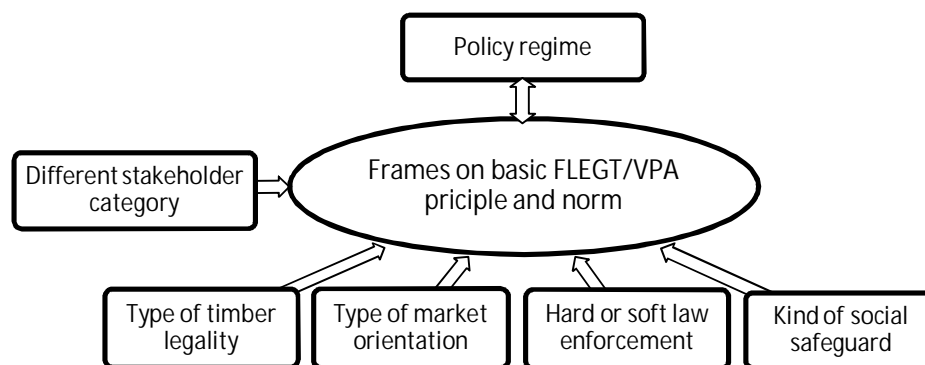 Policy regime
Frames on basic FLEGT/VPA
priciple and norm
Different stakeholder
category
Type of timber
legality
Type of market
orientation
Hard or soft law
enforcement
Kind of social
safeguard